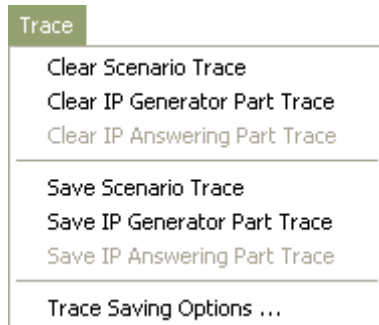 Trace
Clear Scenario Trace
Clear IP Generator Part Trace
Clear IP Answering Part Trace
Save Scenario Trace
Save IP Generator Part Trace
Save IP Answering Part Trace
Trace Saving Options ...